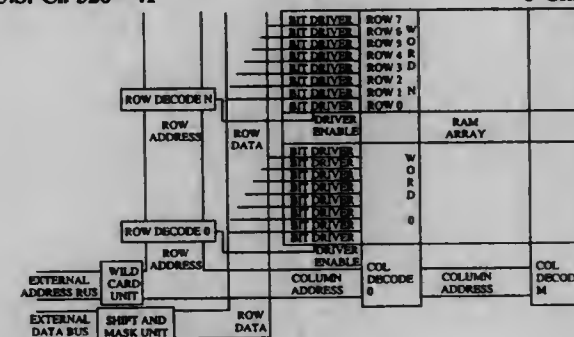 BIT DRIVER ROW 7
BIT DRIVER ROW 6 W
BIT DRIVER ROW 5 O
BIT DRIVER ROW 4 R
BIT DRIVER ROW 3 D
BIT DRIVER ROW 2
BIT DRIVER ROW 1 N
BIT DRIVER ROW 0
DRIVER
ENABLE
RAM
ARRAY
ROW DECODE N
ROW
ADDRESS
ROW
DATA
BIT DRIVER
BIT DRIVER
BIT DRIVER
BIT DRIVER
BIT DRIVER
BIT DRIVER
BIT DRIVER
BIT DRIVER
W
O
R
D
0
DRIVER
ENABLE
ROW DECODE 0
ROW
ADDRESS
EXTERNAL
ADDRESS BUS
WILD
CARD
UNIT
COLUMN
ADDRESS
COL
DECODE
0
COLUMN
ADDRESS
COL
DECOD
M
EXTERNAL
DATA BUS
SHIFT AND
MASK UNIT
ROW
DATA